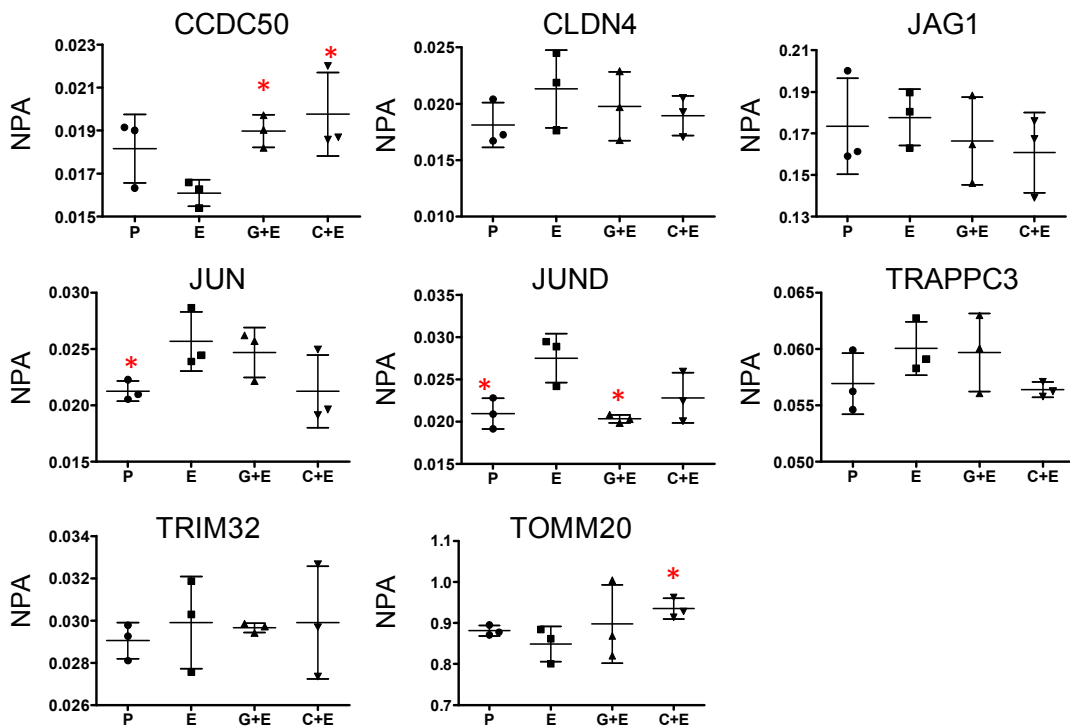 CCDC50
CLDN4
JAG1
NPA
0.023
0.021
0.019
0.017
0.015
*
*
P E G+E C+E
NPA
0.025
0.020
0.015
0.010
P E G+E C+E
NPA
0.21
0.19
0.17
0.15
0.13
P E G+E C+E
JUN
JUND
TRAPPC3
NPA
0.030
0.025
0.020
0.015
*
P E G+E C+E
NPA
0.035
0.030
0.025
0.020
0.015
*
*
P E G+E C+E
NPA
0.065
0.060
0.055
0.050
P E G+E C+E
TRIM32
TOMM20
NPA
0.034
0.032
0.030
0.028
0.026
P E G+E C+E
NPA
1.1
1.0
0.9
0.8
0.7
*
P E G+E C+E